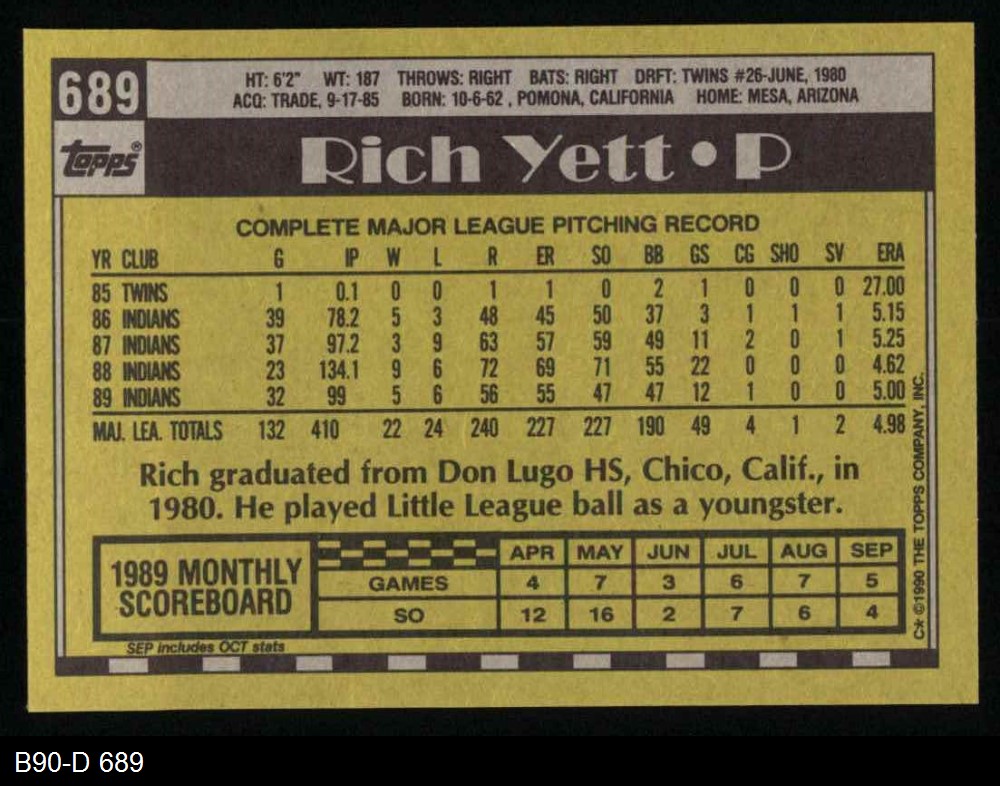 689
HT: 6'2" WT: 187 THROWS: RIGHT BATS: RIGHT DRFT: TWINS #26-JUNE, 1980
ACQ: TRADE, 9-17-85 BORN: 10-6-62 , POMONA, CALIFORNIA HOME: MESA, ARIZONA
topps®
Rich Yett • P
COMPLETE MAJOR LEAGUE PITCHING RECORD
YR CLUB G IP W L R ER SO BB GS CG SHO SV ERA
85 TWINS 1 0.1 0 0 1 1 0 2 1 0 0 0 27.00
86 INDIANS 39 78.2 5 3 48 45 50 37 3 1 1 1 5.15
87 INDIANS 37 97.2 3 9 63 57 59 49 11 2 0 1 5.25
88 INDIANS 23 134.1 9 6 72 69 71 55 22 0 0 0 4.62
89 INDIANS 32 99 5 6 56 55 47 47 12 1 0 0 5.00
MAJ. LEA. TOTALS 132 410 22 24 240 227 227 190 49 4 1 2 4.98
Rich graduated from Don Lugo HS, Chico, Calif., in
1980. He played Little League ball as a youngster.
1989 MONTHLY
SCOREBOARD
APR MAY JUN JUL AUG SEP
GAMES 4 7 3 6 7 5
SO 12 16 2 7 6 4
SEP includes OCT stats
C* ©1990 THE TOPPS COMPANY, INC.
B90-D 689